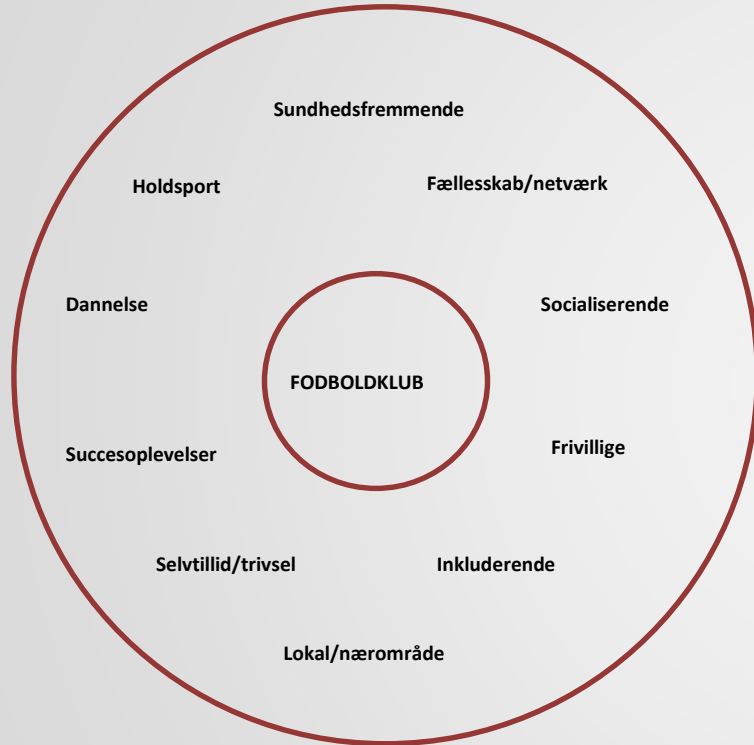 Sundhedsfremmende
Holdsport
Fællesskab/netværk
Dannelse
Socialiserende
FODBOLDKLUB
Succesoplevelser
Frivillige
Selvtillid/trivsel
Inkluderende
Lokal/nærområde